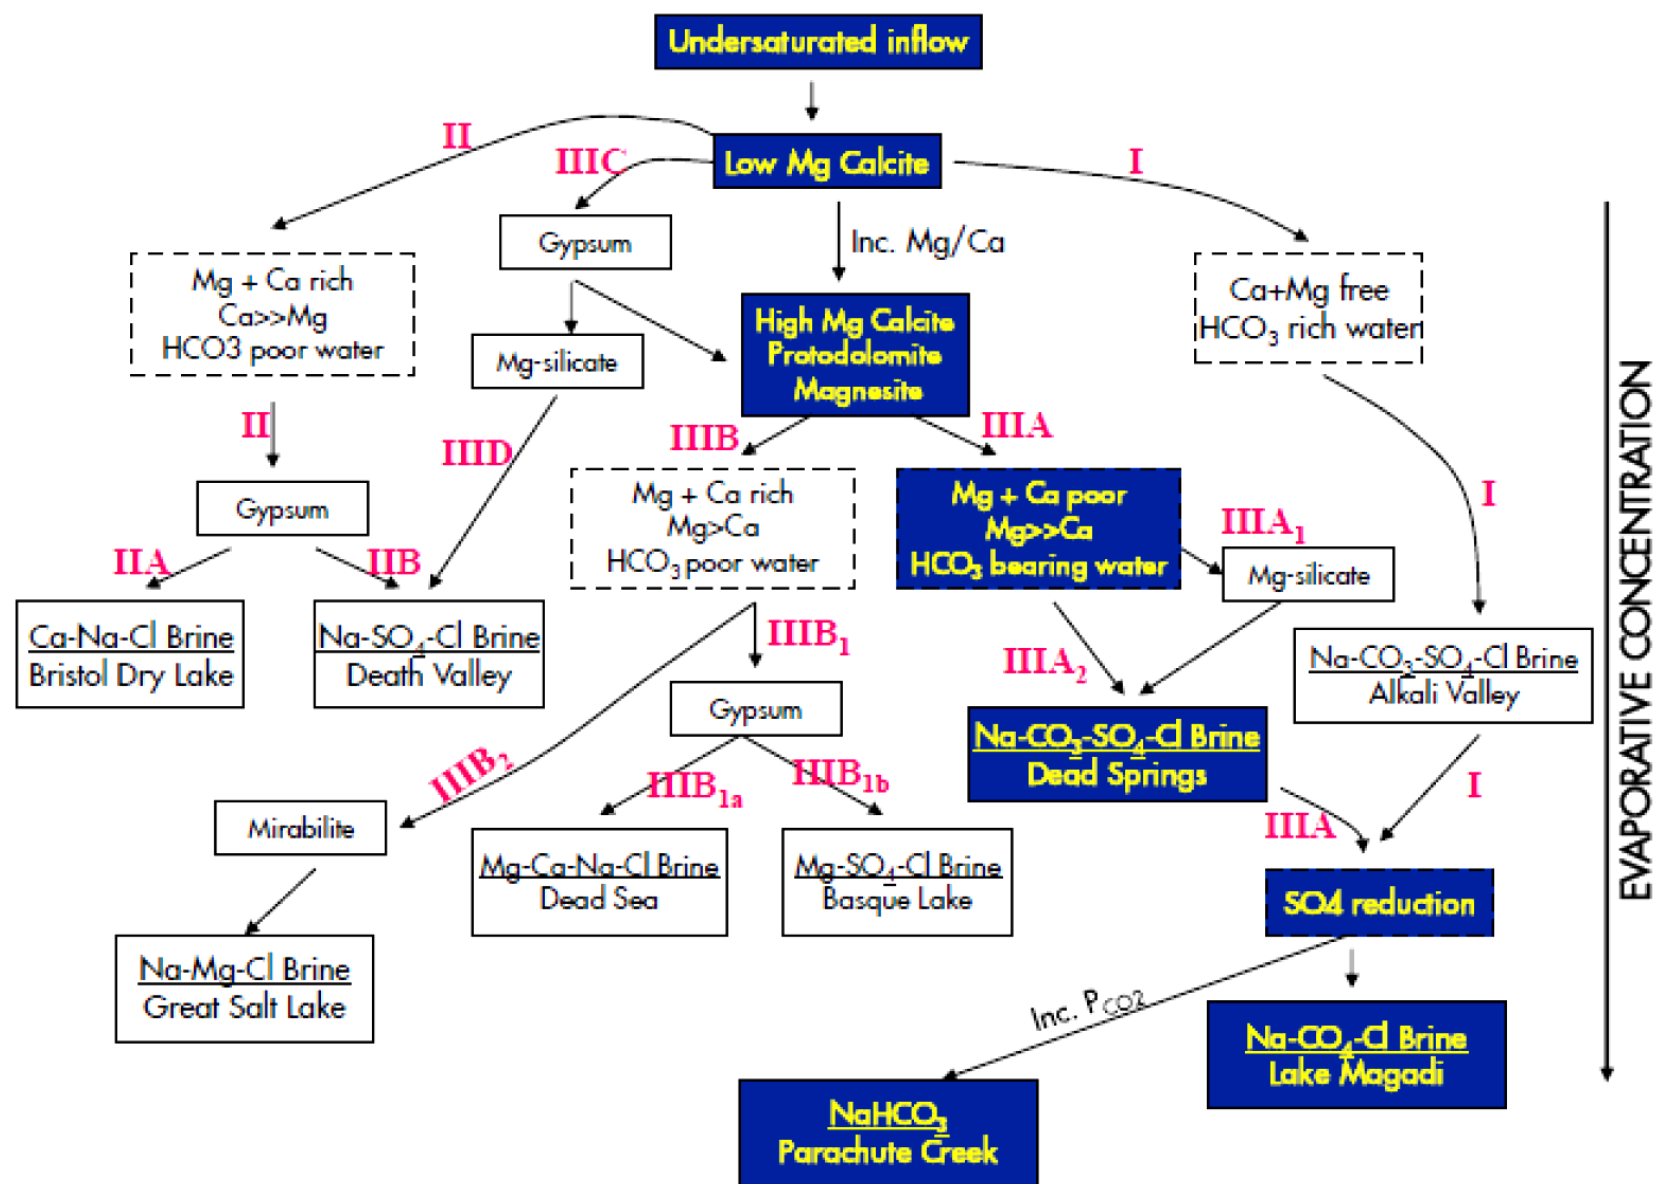 Undersaturated inflow
II
IIIC
Low Mg Calcite
I
Gypsum
Inc. Mg/Ca
Mg + Ca rich
Ca>>Mg
HCO3 poor water
Ca+Mg free
HCO₃ rich water
High Mg Calcite
Protodolomite
Magnesite
Mg-silicate
II
IIID
IIIB
IIIA
Gypsum
Mg + Ca rich
Mg>Ca
HCO₃ poor water
Mg + Ca poor
Mg>>Ca
HCO₃ bearing water
IIIA₁
I
Mg-silicate
IIA
IIB
Ca-Na-Cl Brine
Bristol Dry Lake
Na-SO₄-Cl Brine
Death Valley
IIIB₁
IIIA₂
Na-CO₃-SO₄-Cl Brine
Alkali Valley
Gypsum
Na-CO₃-SO₄-Cl Brine
Dead Springs
IIIB₂
IIIB₁ₐ
IIIB₁b
IIIA
I
Mirabilite
Mg-Ca-Na-Cl Brine
Dead Sea
Mg-SO₄-Cl Brine
Basque Lake
SO4 reduction
Na-Mg-Cl Brine
Great Salt Lake
Inc. P_CO2
Na-CO₄-Cl Brine
Lake Magadi
NaHCO₃
Parachute Creek
EVAPORATIVE CONCENTRATION